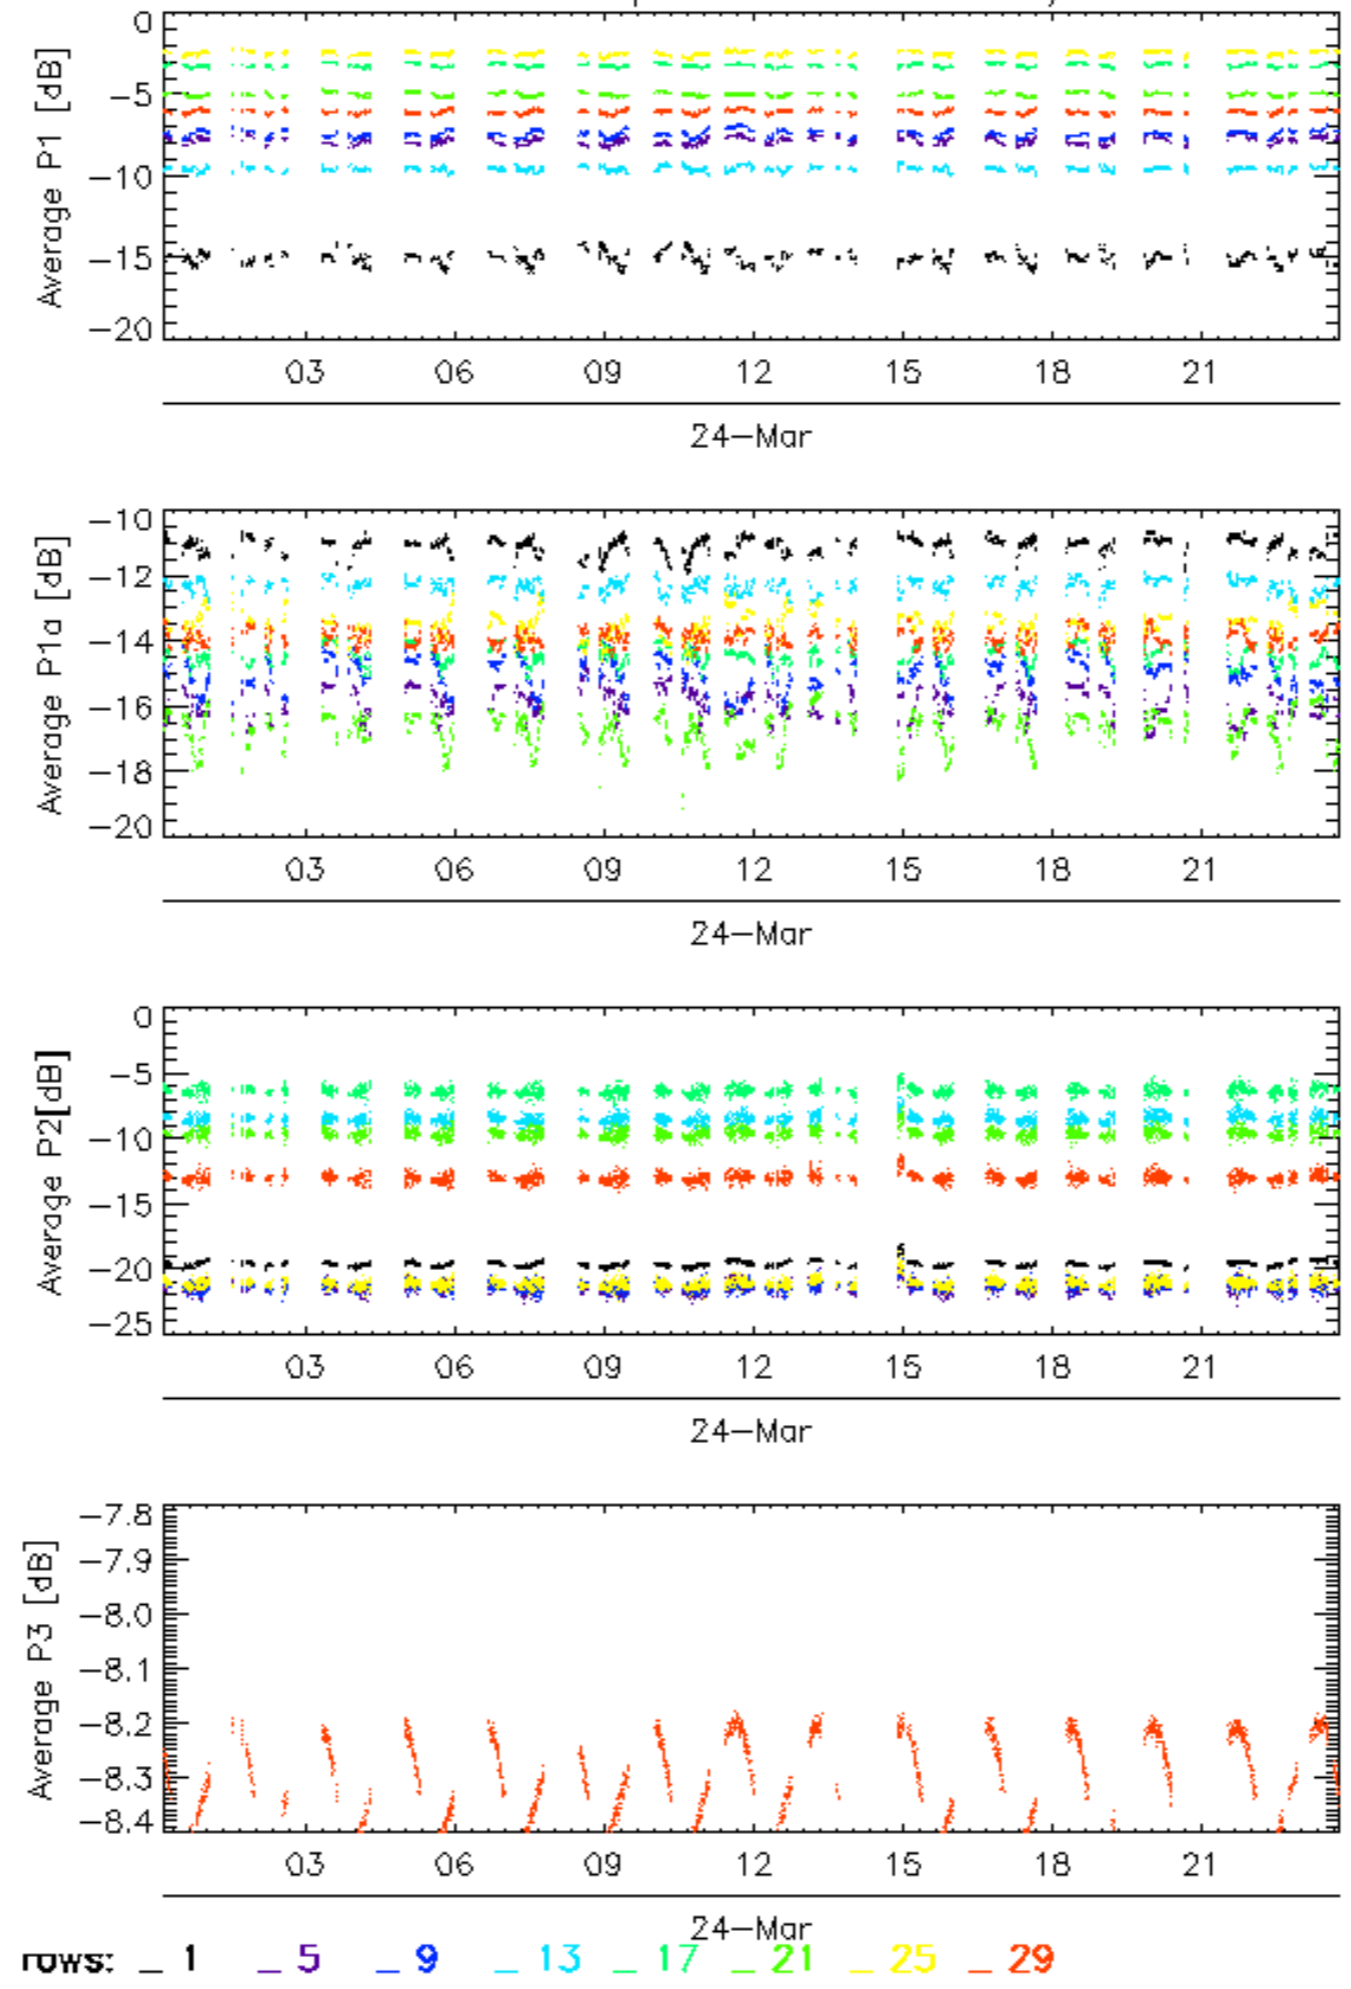 0
−5
−10
−15
−20
Average P1 [dB]
03 06 09 12 15 18 21
24−Mar
−10
−12
−14
−16
−18
−20
Average P1a [dB]
03 06 09 12 15 18 21
24−Mar
0
−5
−10
−15
−20
−25
Average P2[dB]
03 06 09 12 15 18 21
24−Mar
−7.8
−7.9
−8.0
−8.1
−8.2
−8.3
−8.4
Average P3 [dB]
03 06 09 12 15 18 21
24−Mar
rows: _ 1 _ 5 _ 9 _ 13 _ 17 _ 21 _ 25 _ 29